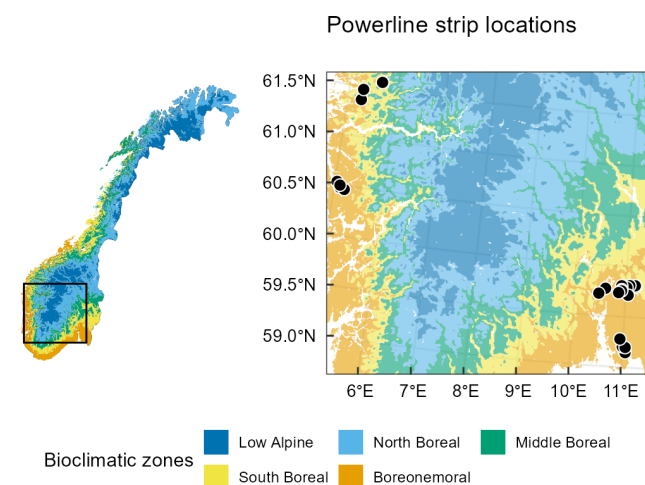 Powerline strip locations
61.5°N
61.0°N
60.5°N
60.0°N
59.5°N
59.0°N
6°E 7°E 8°E 9°E 10°E 11°E
Bioclimatic zones
Low Alpine North Boreal Middle Boreal
South Boreal Boreonemoral